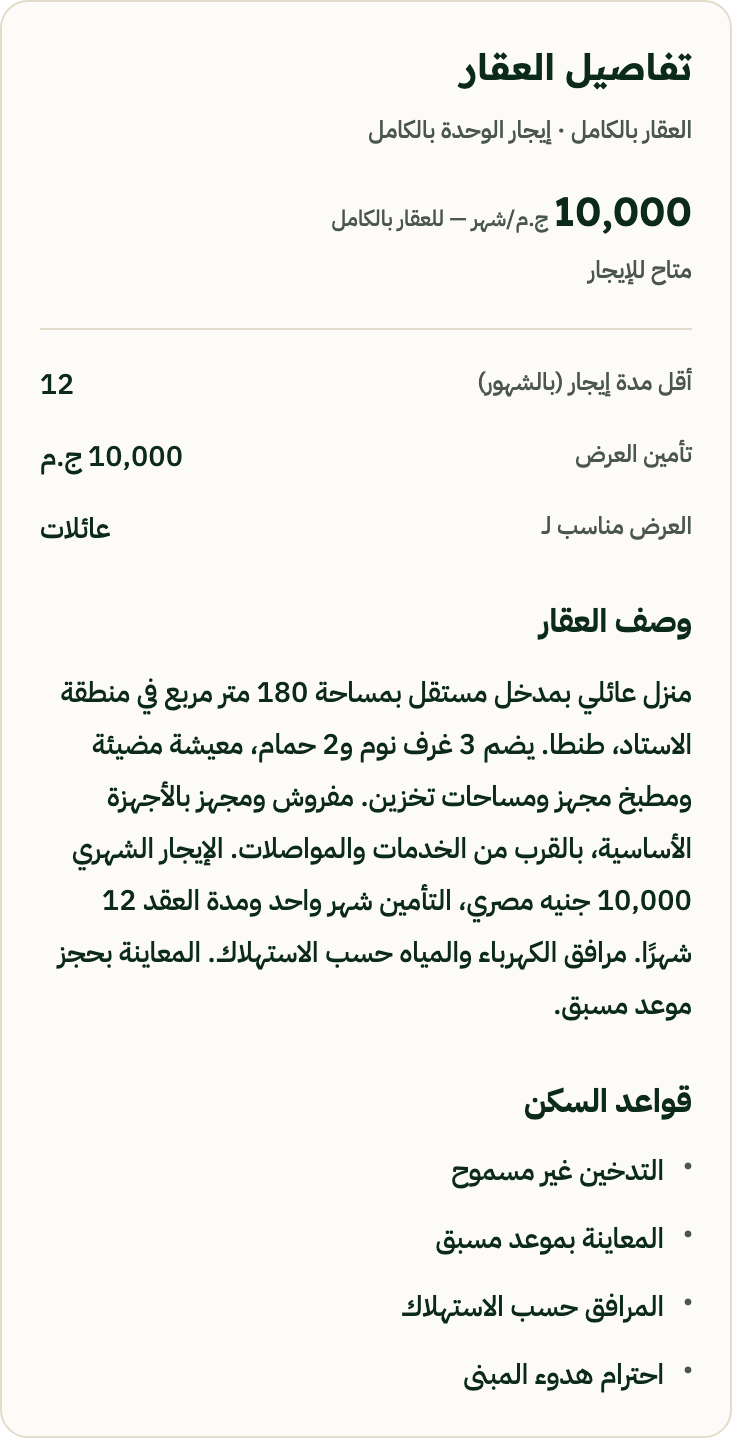 تفاصيل العقار
العقار بالكامل · إيجار الوحدة بالكامل
10,000 ج.م/شهر — للعقار بالكامل
متاح للإيجار
أقل مدة إيجار (بالشهور) 12
تأمين العرض 10,000 ج.م
العرض مناسب لـ عائلات
وصف العقار
منزل عائلي بمدخل مستقل بمساحة 180 متر مربع في منطقة
الاستاد، طنطا. يضم 3 غرف نوم و2 حمام، معيشة مضيئة
ومطبخ مجهز ومساحات تخزين. مفروش ومجهز بالأجهزة
الأساسية، بالقرب من الخدمات والمواصلات. الإيجار الشهري
10,000 جنيه مصري، التأمين شهر واحد ومدة العقد 12
شهرًا. مرافق الكهرباء والمياه حسب الاستهلاك. المعاينة بحجز
موعد مسبق.
قواعد السكن
• التدخين غير مسموح
• المعاينة بموعد مسبق
• المرافق حسب الاستهلاك
• احترام هدوء المبنى